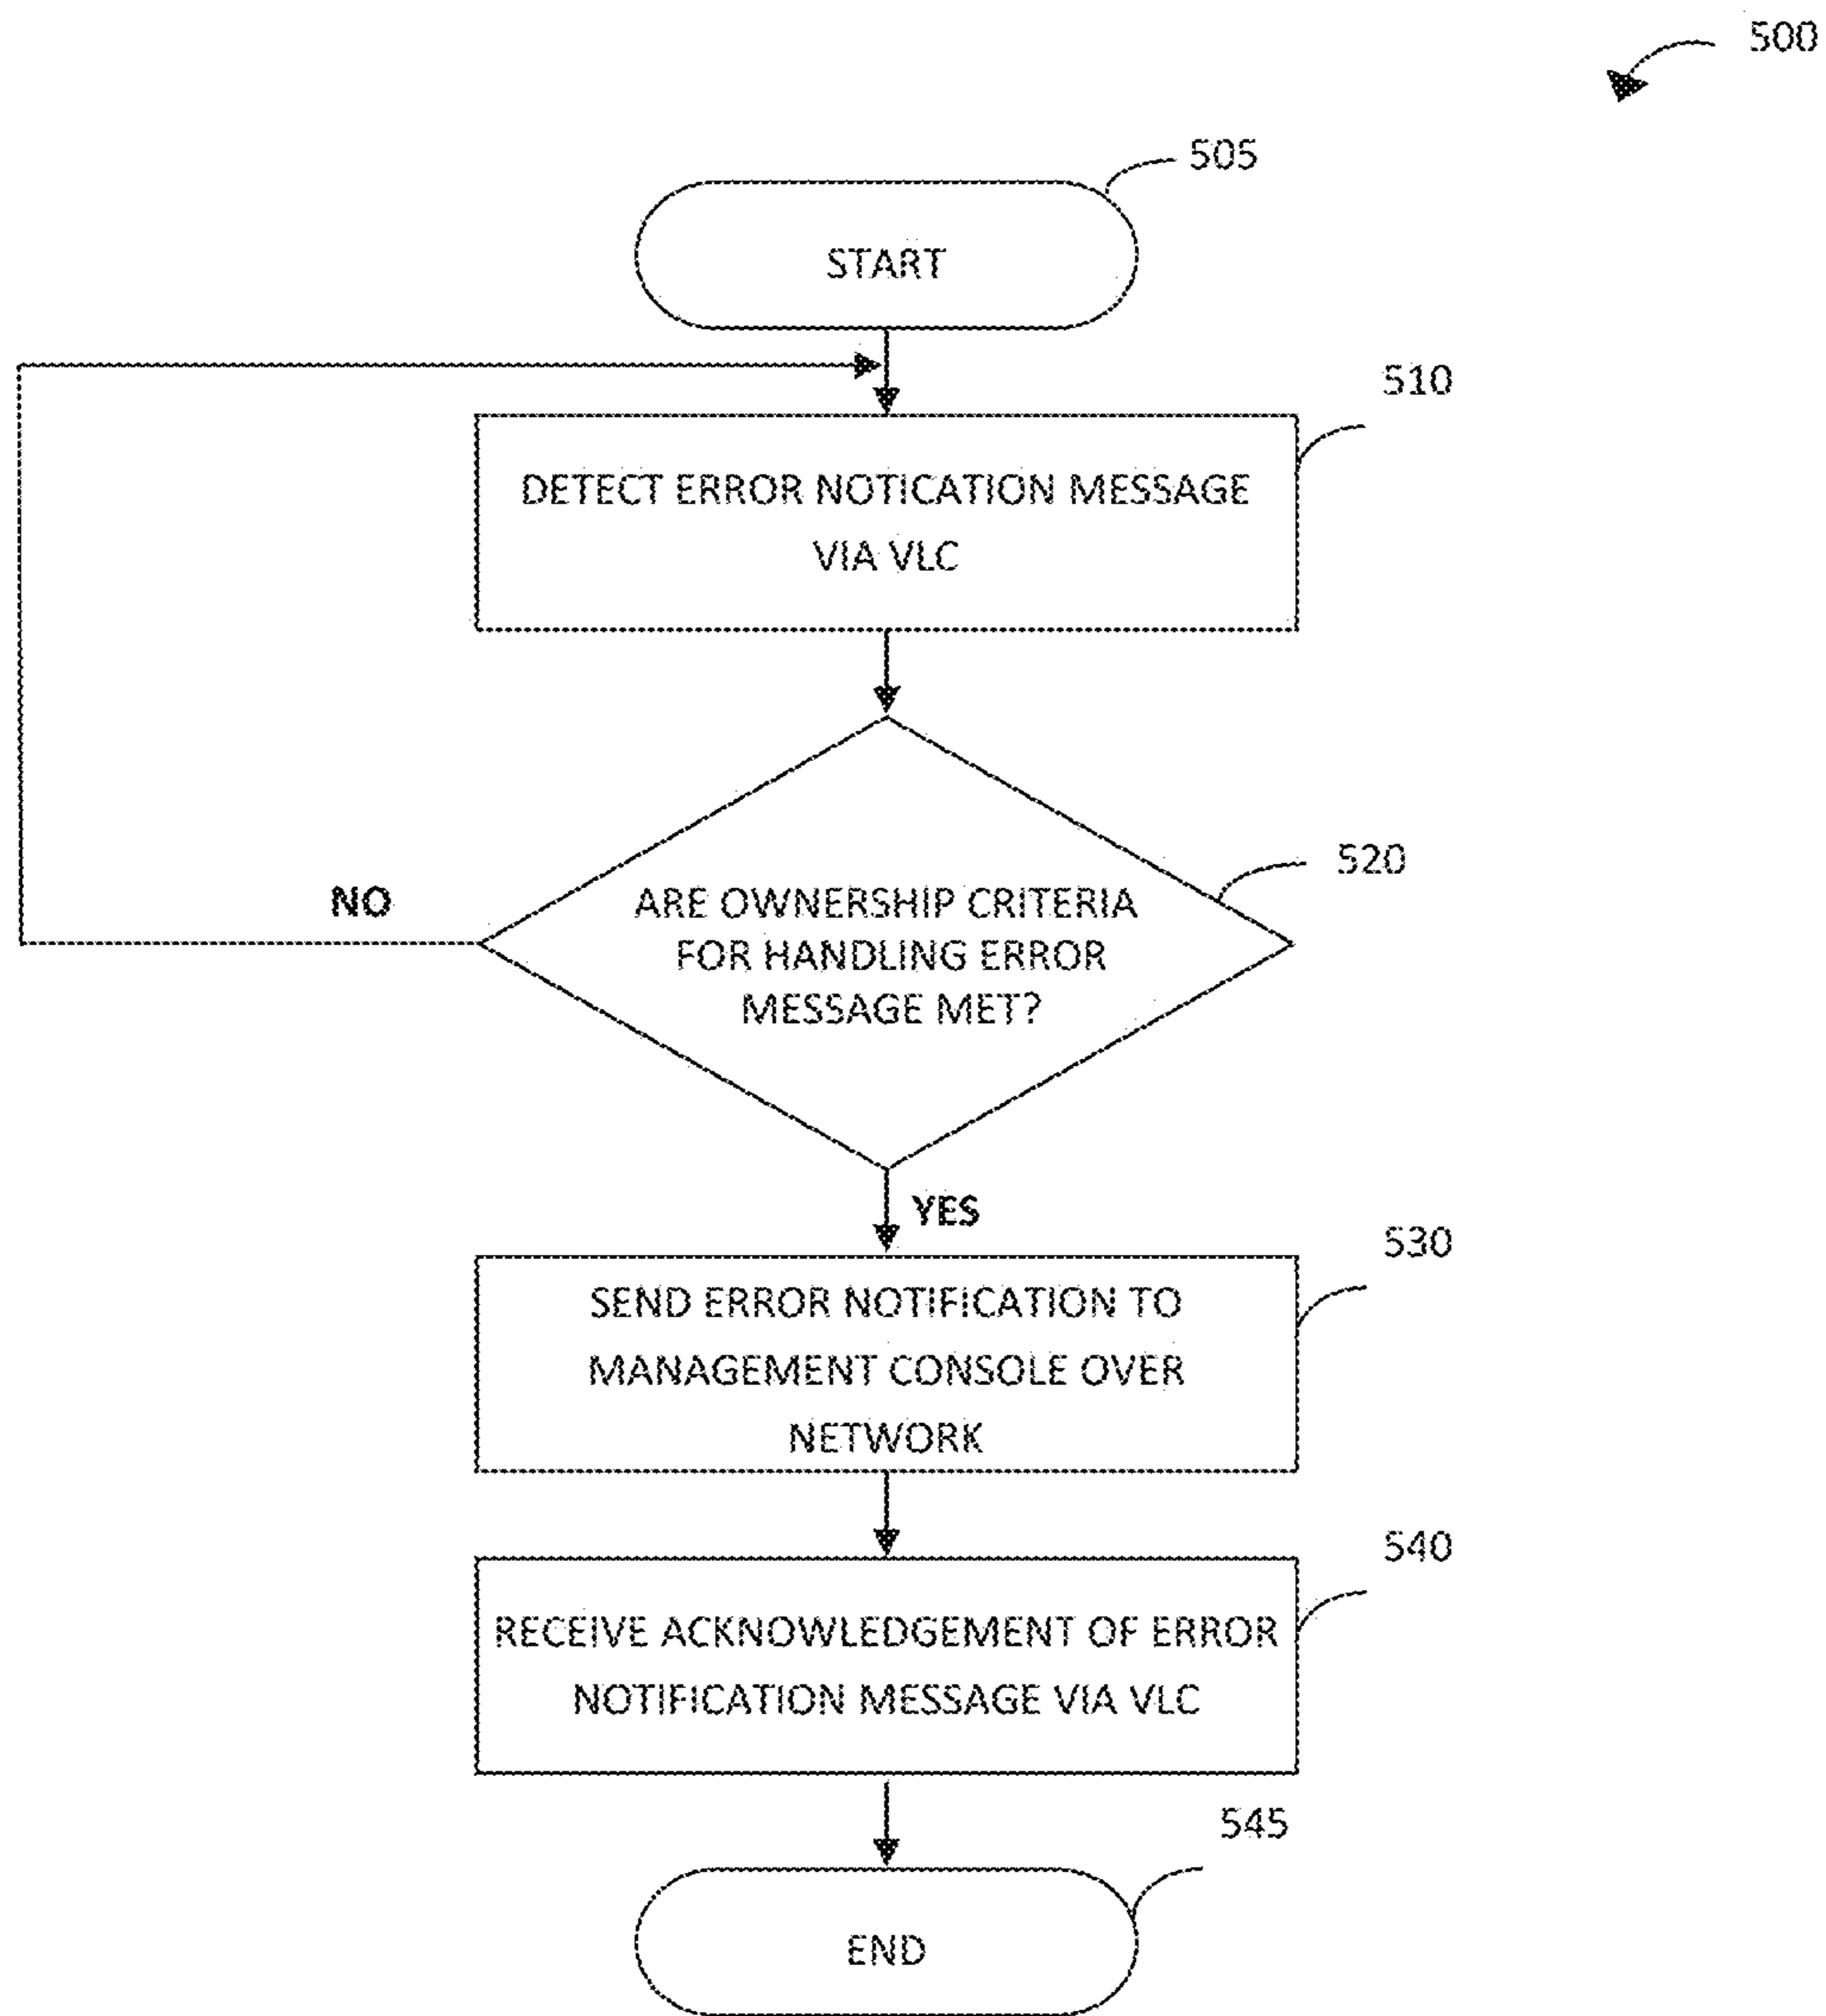 500
505
START
510
DETECT ERROR NOTICATION MESSAGE
VIA VLC
520
NO
ARE OWNERSHIP CRITERIA
FOR HANDLING ERROR
MESSAGE MET?
YES
530
SEND ERROR NOTIFICATION TO
MANAGEMENT CONSOLE OVER
NETWORK
540
RECEIVE ACKNOWLEDGEMENT OF ERROR
NOTIFICATION MESSAGE VIA VLC
545
END